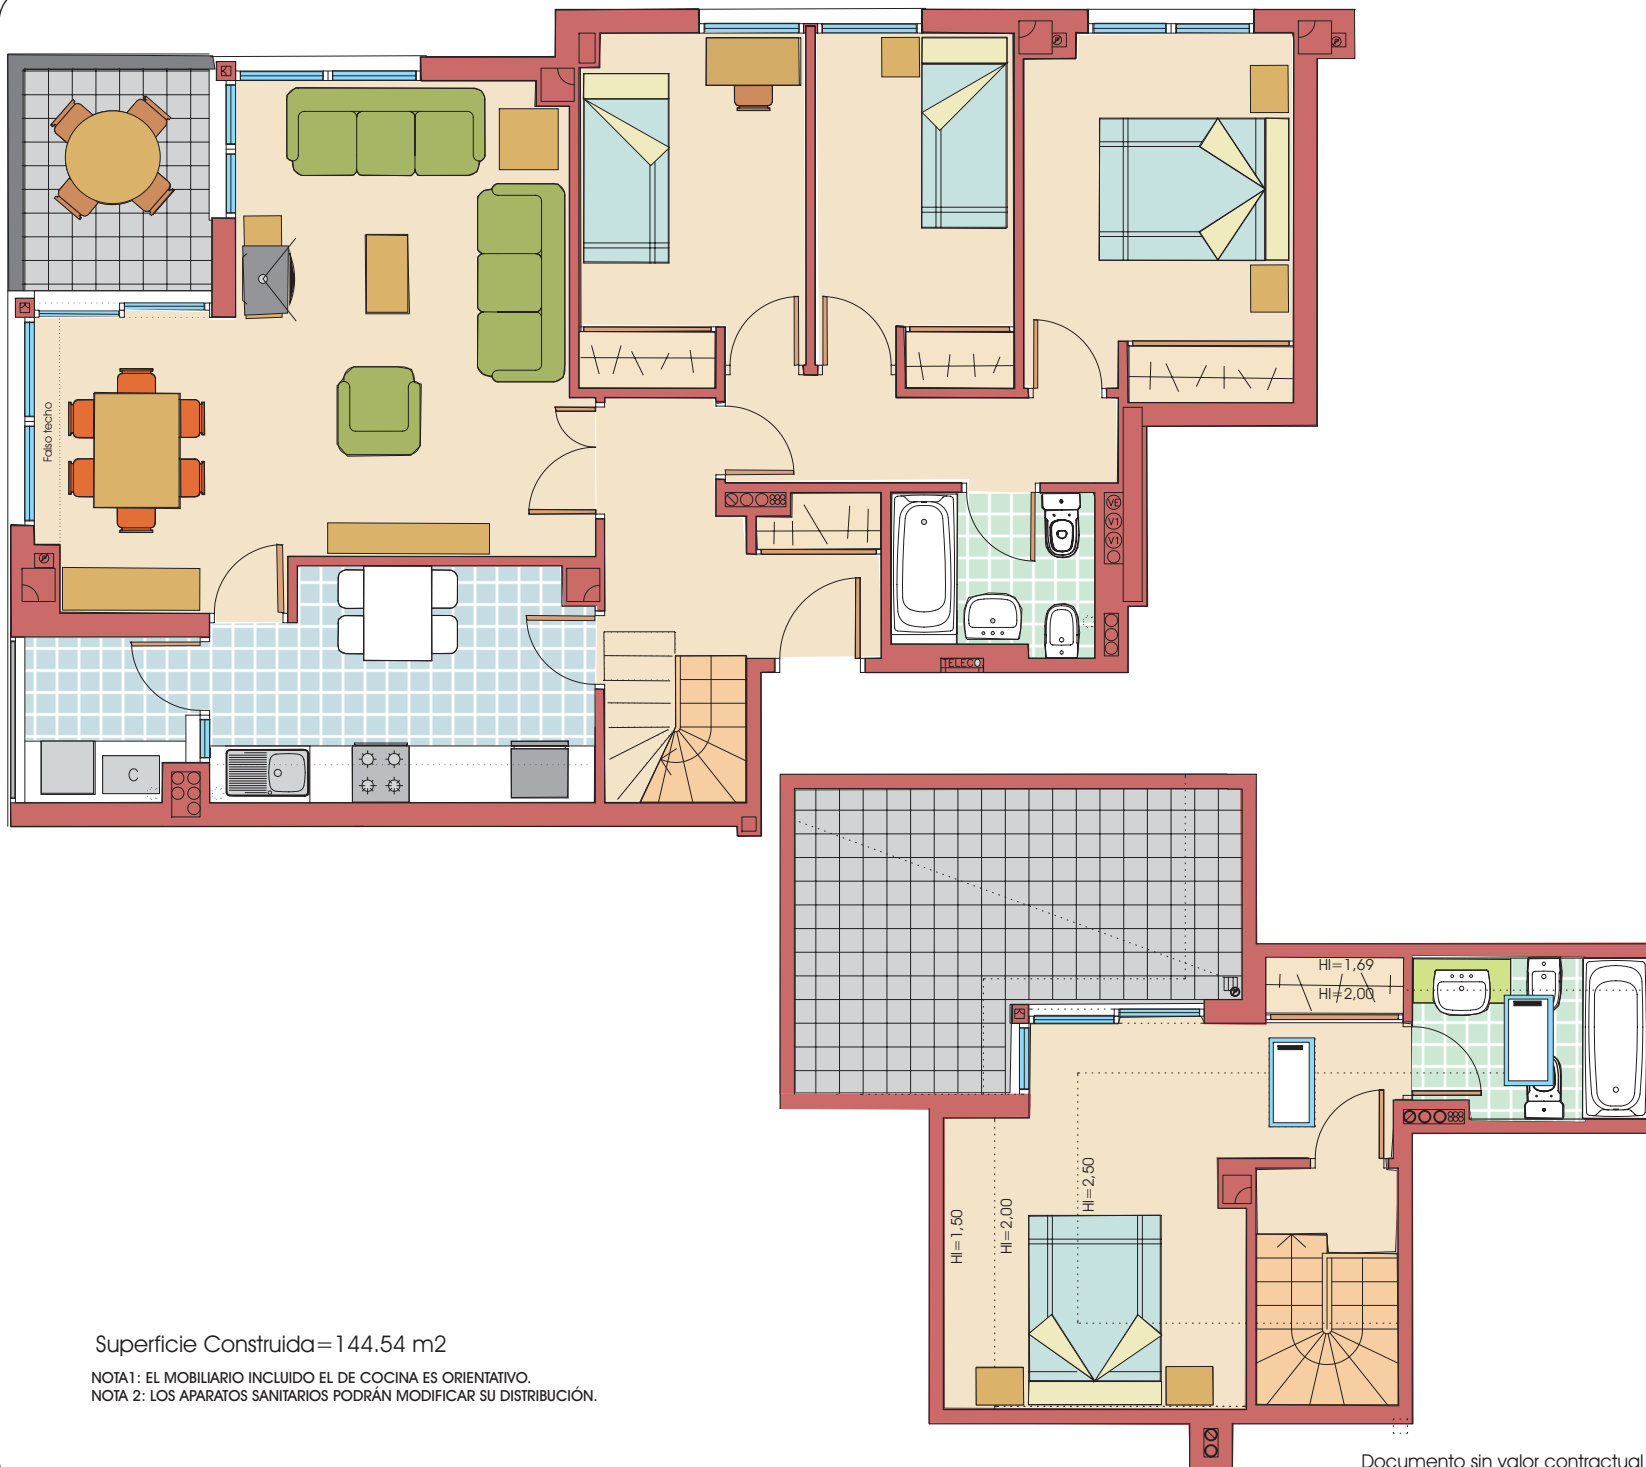 Falso techo
C
TELECO
VE
V1
V1
HI=1,69
HI=2,00
HI=2,50
HI=2,00
HI=1,50
Superficie Construida=144.54 m2
NOTA1: EL MOBILIARIO INCLUIDO EL DE COCINA ES ORIENTATIVO.
NOTA 2: LOS APARATOS SANITARIOS PODRÁN MODIFICAR SU DISTRIBUCIÓN.
Documento sin valor contractual